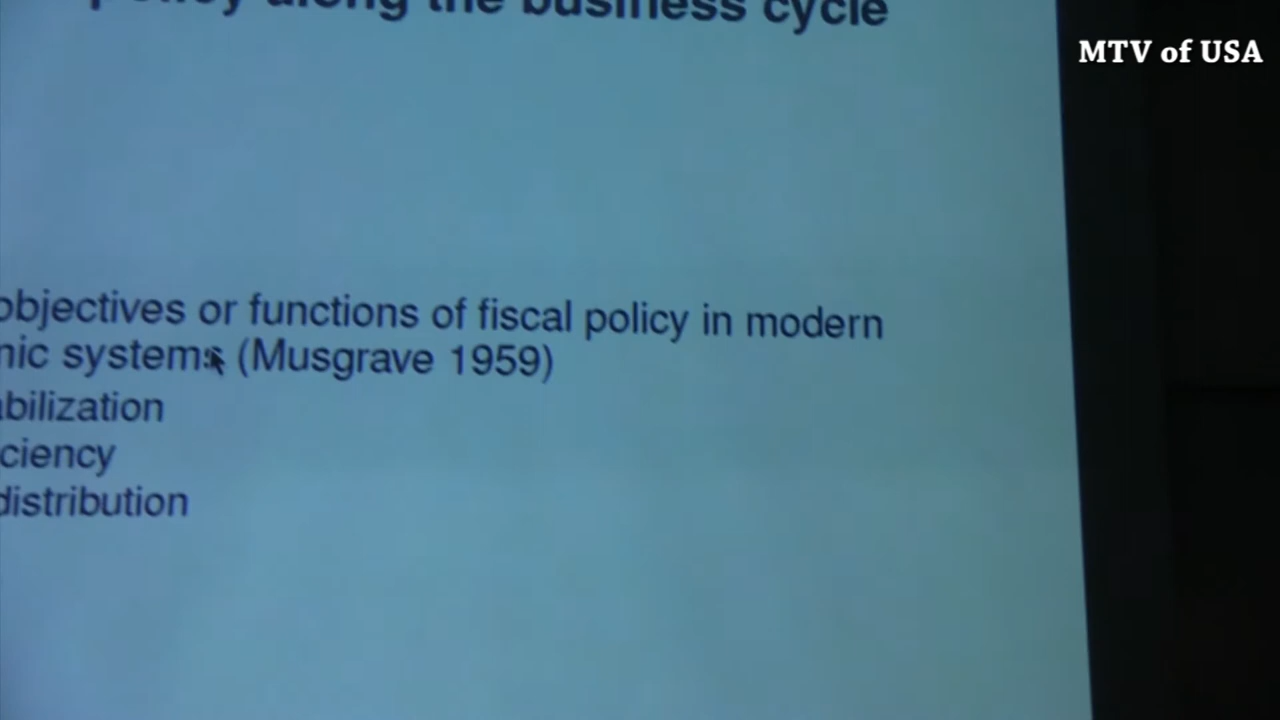 policy along the business cycle
MTV of USA
objectives or functions of fiscal policy in modern
nic systems (Musgrave 1959)
bilization
ciency
distribution